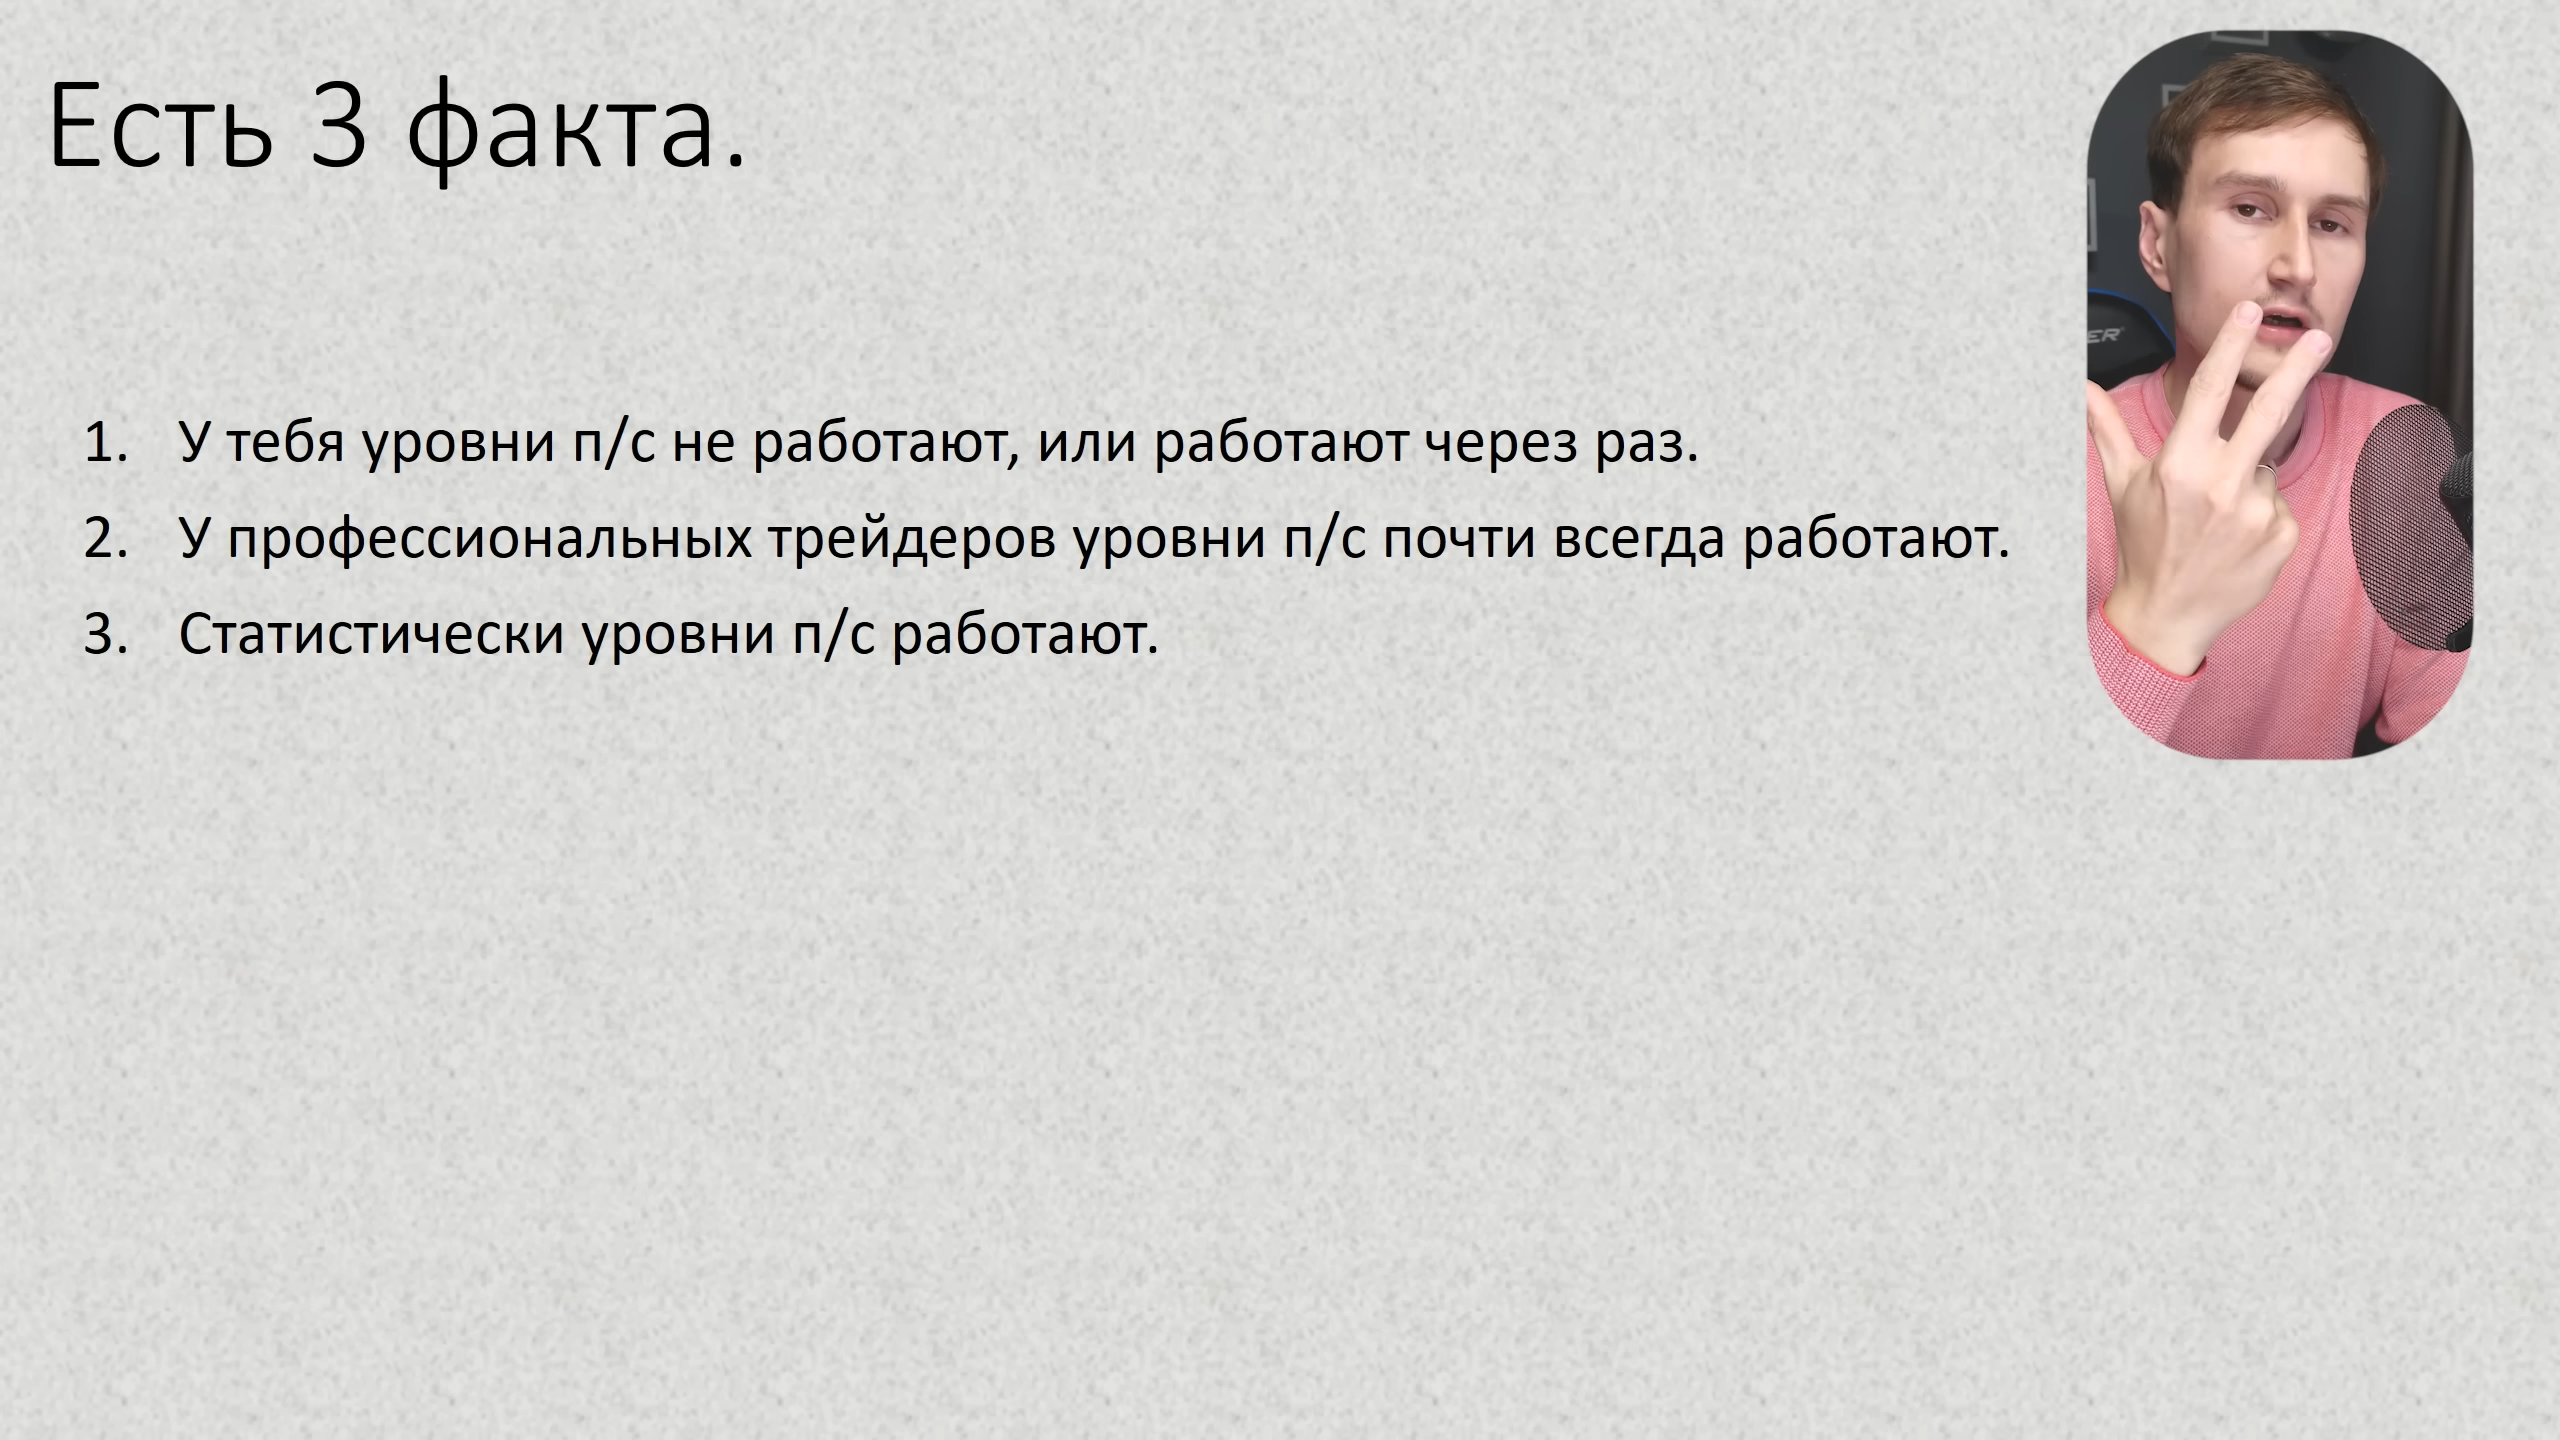 Есть 3 факта.
1. У тебя уровни п/с не работают, или работают через раз.
2. У профессиональных трейдеров уровни п/с почти всегда работают.
3. Статистически уровни п/с работают.
ER